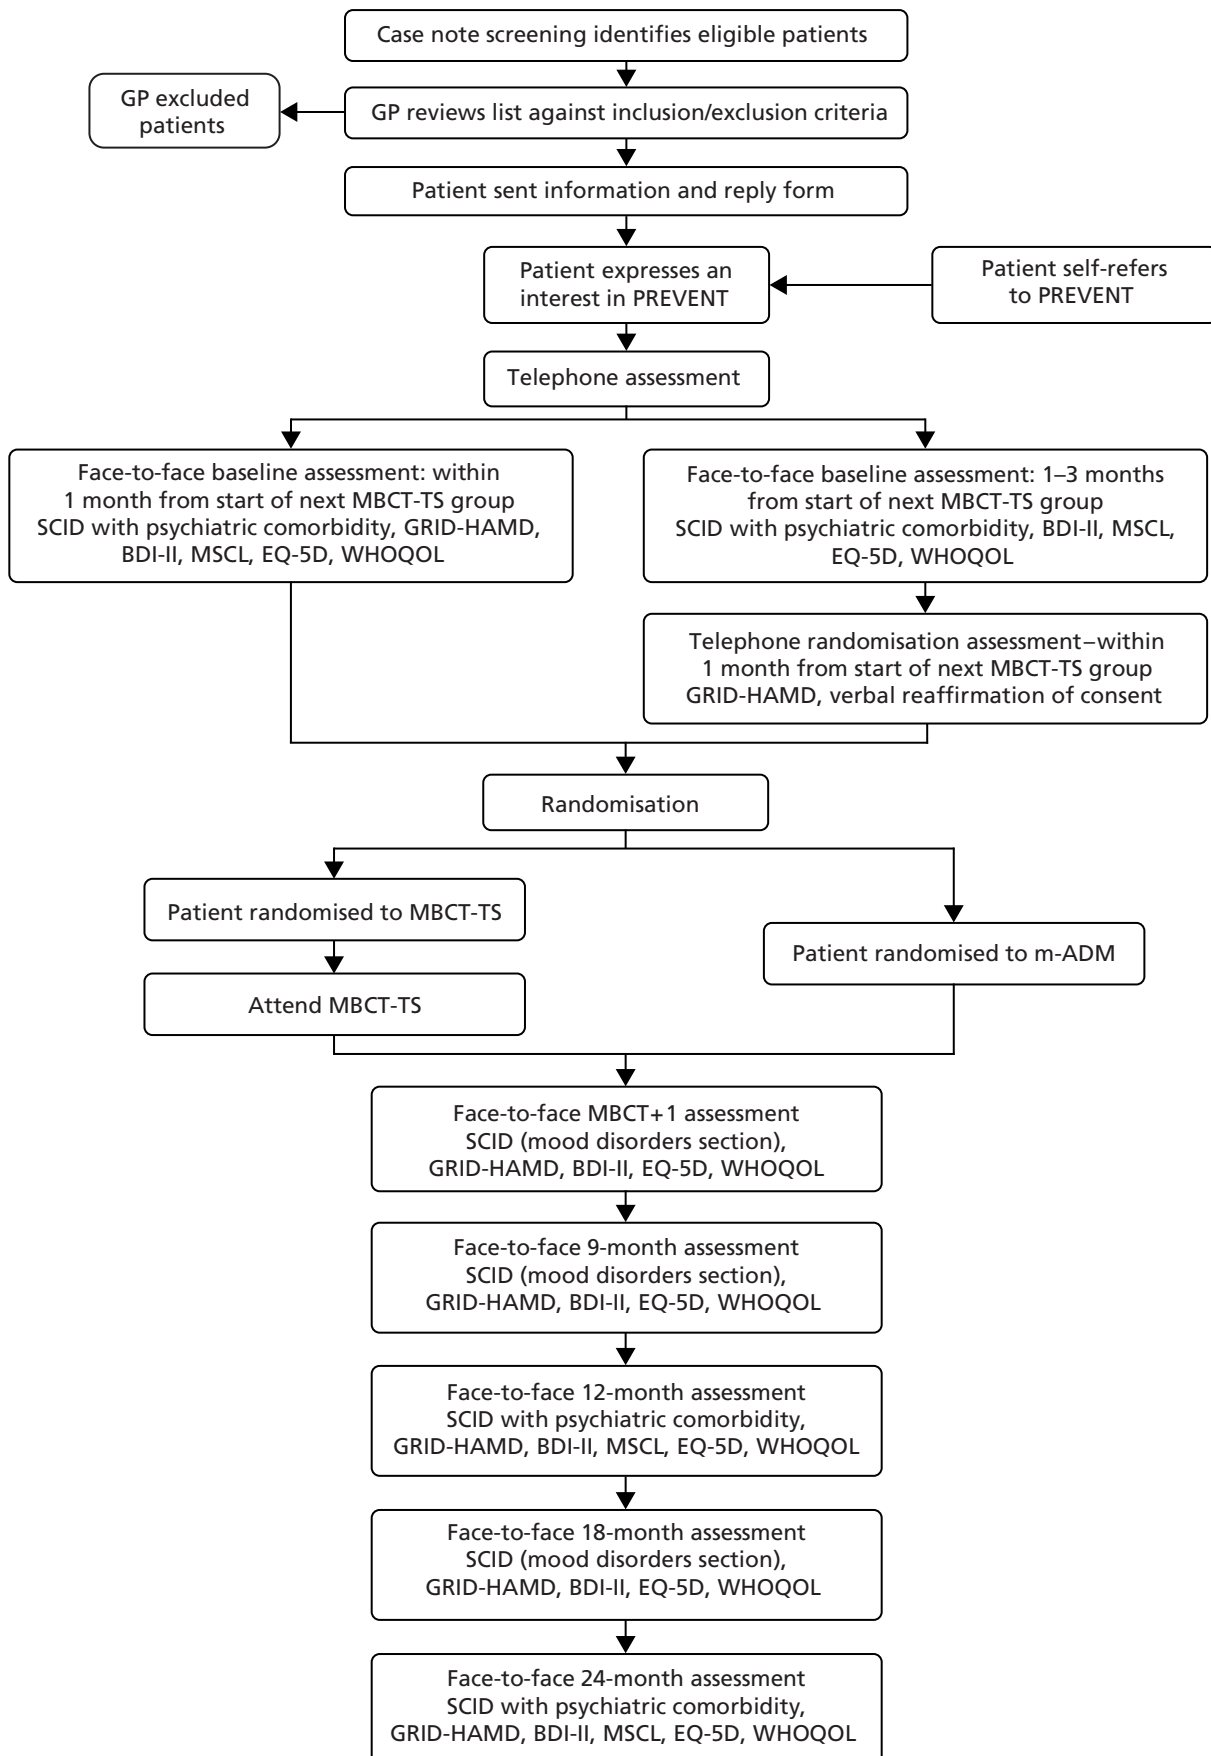 Case note screening identifies eligible patients
GP excluded
patients
GP reviews list against inclusion/exclusion criteria
Patient sent information and reply form
Patient expresses an
interest in PREVENT
Patient self-refers
to PREVENT
Telephone assessment
Face-to-face baseline assessment: within
1 month from start of next MBCT-TS group
SCID with psychiatric comorbidity, GRID-HAMD,
BDI-II, MSCL, EQ-5D, WHOQOL
Face-to-face baseline assessment: 1–3 months
from start of next MBCT-TS group
SCID with psychiatric comorbidity, BDI-II, MSCL,
EQ-5D, WHOQOL
Telephone randomisation assessment–within
1 month from start of next MBCT-TS group
GRID-HAMD, verbal reaffirmation of consent
Randomisation
Patient randomised to MBCT-TS
Patient randomised to m-ADM
Attend MBCT-TS
Face-to-face MBCT+1 assessment
SCID (mood disorders section),
GRID-HAMD, BDI-II, EQ-5D, WHOQOL
Face-to-face 9-month assessment
SCID (mood disorders section),
GRID-HAMD, BDI-II, EQ-5D, WHOQOL
Face-to-face 12-month assessment
SCID with psychiatric comorbidity,
GRID-HAMD, BDI-II, MSCL, EQ-5D, WHOQOL
Face-to-face 18-month assessment
SCID (mood disorders section),
GRID-HAMD, BDI-II, EQ-5D, WHOQOL
Face-to-face 24-month assessment
SCID with psychiatric comorbidity,
GRID-HAMD, BDI-II, MSCL, EQ-5D, WHOQOL